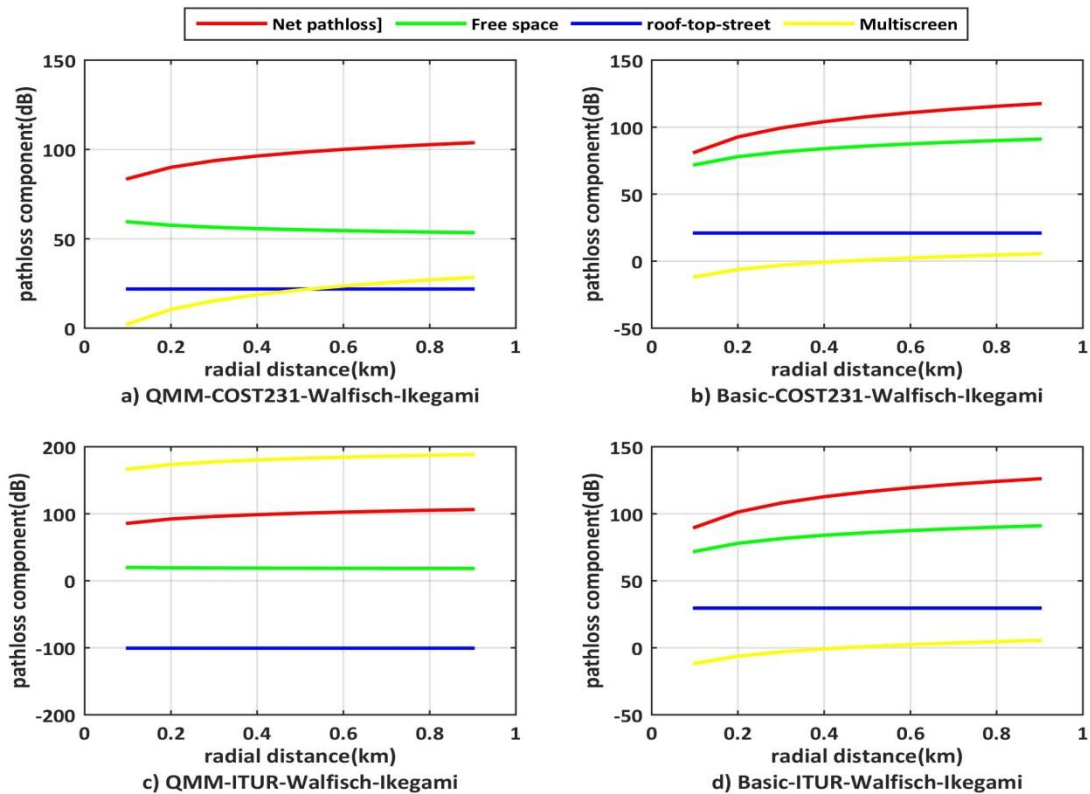 Net pathloss] Free space roof-top-street Multiscreen
150
100
50
0
pathloss component(dB)
0 0.2 0.4 0.6 0.8 1
radial distance(km)
a) QMM-COST231-Walfisch-Ikegami
150
100
50
0
-50
pathloss component(dB)
0 0.2 0.4 0.6 0.8 1
radial distance(km)
b) Basic-COST231-Walfisch-Ikegami
200
100
0
-100
-200
pathloss component(dB)
0 0.2 0.4 0.6 0.8 1
radial distance(km)
c) QMM-ITUR-Walfisch-Ikegami
150
100
50
0
-50
pathloss component(dB)
0 0.2 0.4 0.6 0.8 1
radial distance(km)
d) Basic-ITUR-Walfisch-Ikegami